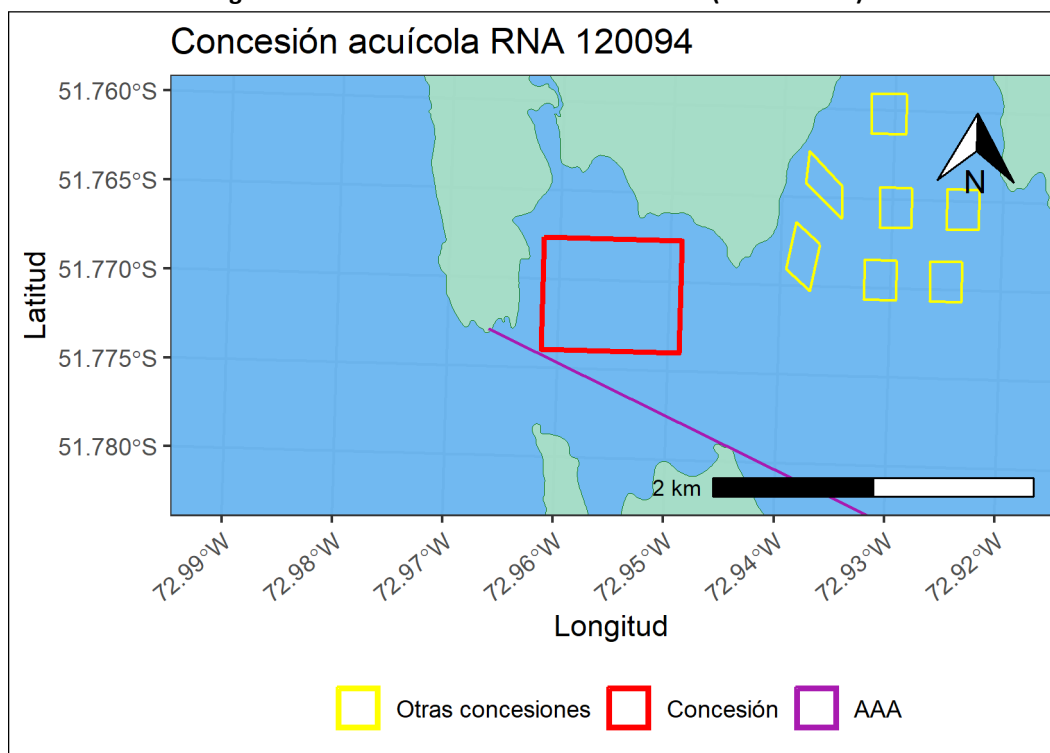 Concesión acuícola RNA 120094
51.760°S
51.765°S
51.770°S
51.775°S
51.780°S
Latitud
N
2 km
72.99°W
72.98°W
72.97°W
72.96°W
72.95°W
72.94°W
72.93°W
72.92°W
Longitud
Otras concesiones
Concesión
AAA